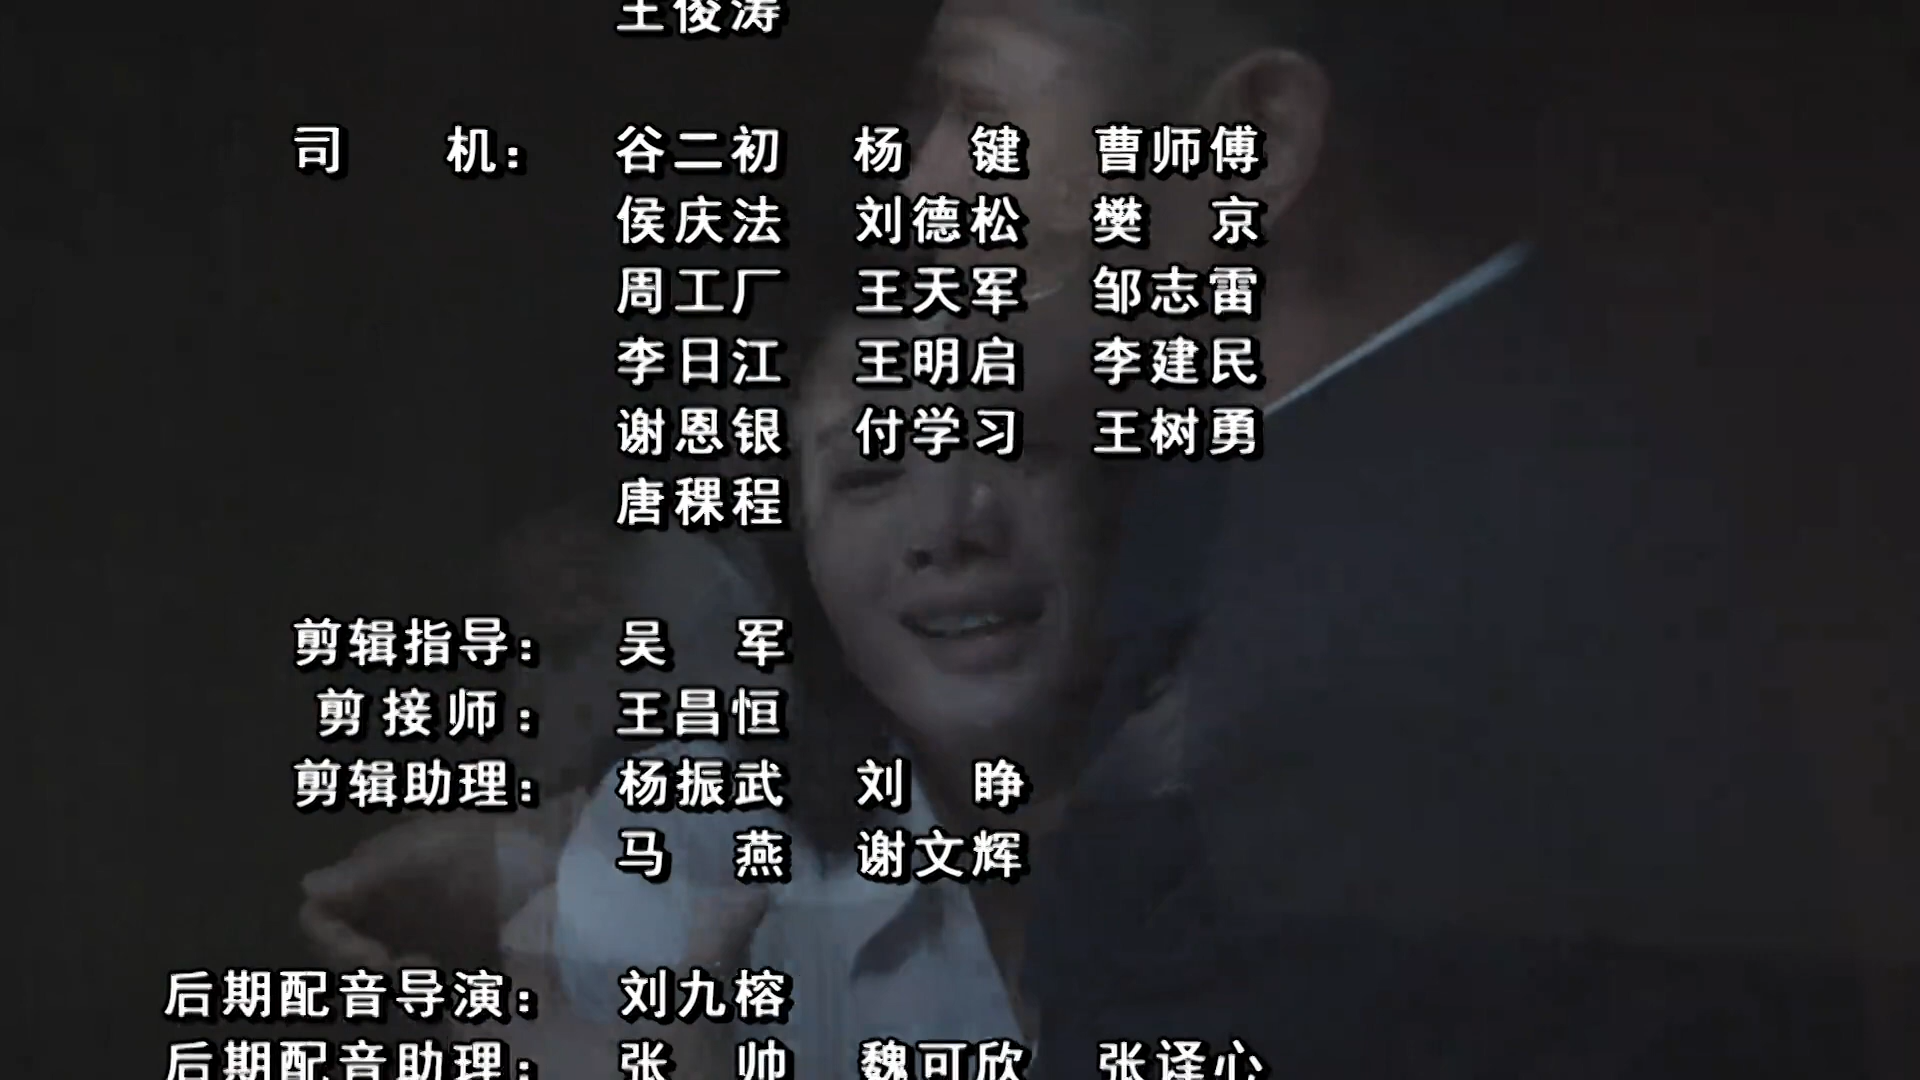 王俊涛
司 机： 谷二初 杨 键 曹师傅
侯庆法 刘德松 樊 京
周工厂 王天军 邹志雷
李日江 王明启 李建民
谢恩银 付学习 王树勇
唐稞程
剪辑指导： 吴 军
剪接师： 王昌恒
剪辑助理： 杨振武 刘 睁
马 燕 谢文辉
后期配音导演： 刘九榕
后期配音助理： 张 帅 魏可欣 张译心